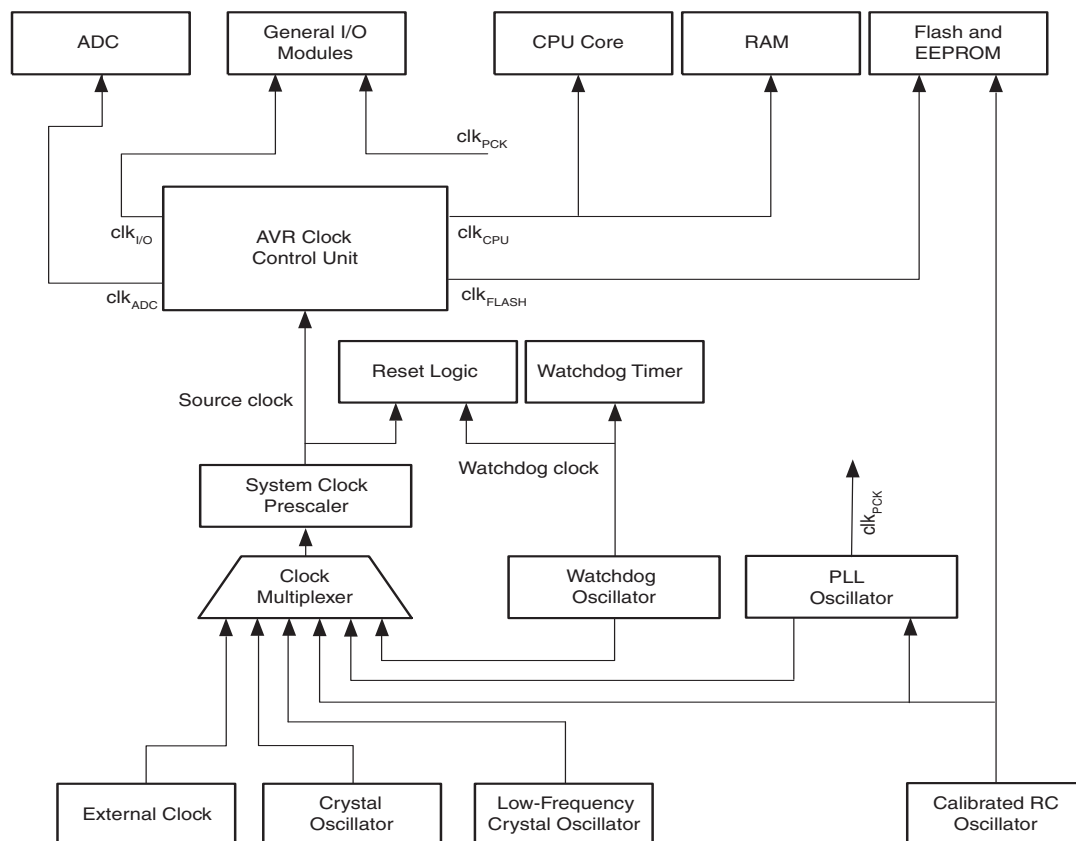 ADC
General I/O
Modules
CPU Core
RAM
Flash and
EEPROM
clkPCK
clkI/O
AVR Clock
Control Unit
clkCPU
clkADC
clkFLASH
Reset Logic
Watchdog Timer
Source clock
Watchdog clock
System Clock
Prescaler
clkPCK
Clock
Multiplexer
Watchdog
Oscillator
PLL
Oscillator
External Clock
Crystal
Oscillator
Low-Frequency
Crystal Oscillator
Calibrated RC
Oscillator